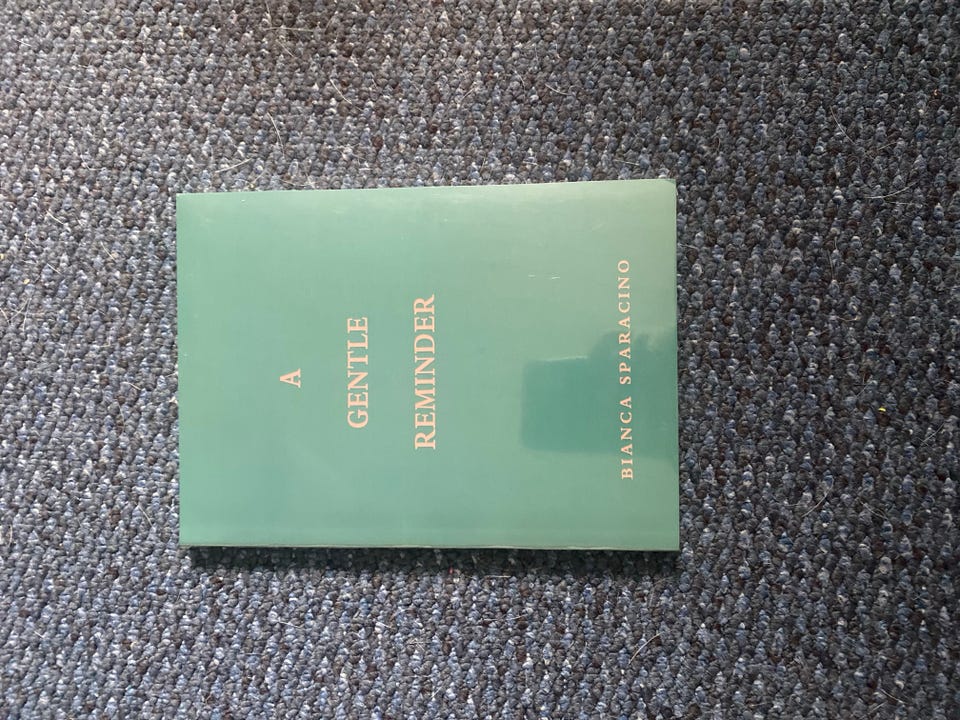 A
GENTLE
REMINDER
BIANCA SPARACINO